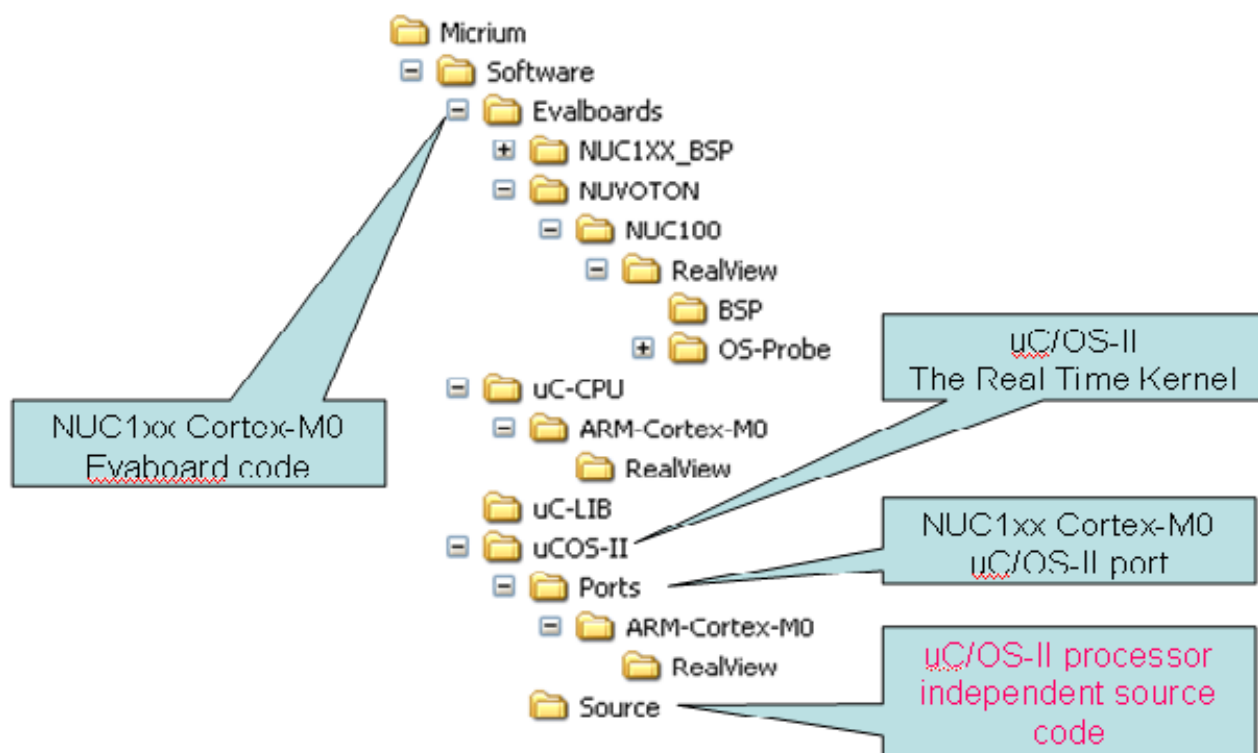 Micrium
Software
Evalboards
NUC1XX_BSP
NUVOTON
NUC100
RealView
BSP
OS-Probe
uC-CPU
ARM-Cortex-M0
RealView
uC-LIB
uCOS-II
Ports
ARM-Cortex-M0
RealView
Source
NUC1xx Cortex-M0
Evaboard code
uC/OS-II
The Real Time Kernel
NUC1xx Cortex-M0
uC/OS-II port
uC/OS-II processor
independent source
code